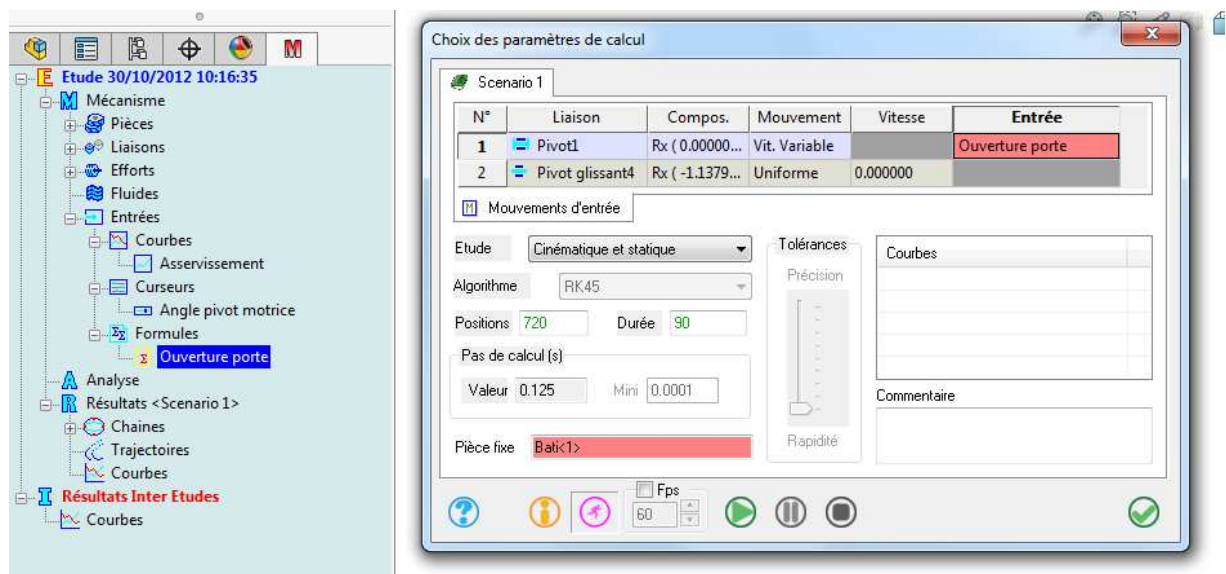 M
E Etude 30/10/2012 10:16:35
M Mécanisme
Pièces
Liaisons
Efforts
Fluides
Entrées
Courbes
Asservissement
Curseurs
Angle pivot motrice
Formules
Σ Ouverture porte
Analyse
R Résultats <Scenario 1>
Chaines
Trajectoires
Courbes
I Résultats Inter Etudes
Courbes
Choix des paramètres de calcul
Scenario 1
N° Liaison Compos. Mouvement Vitesse Entrée
1 Pivot1 Rx ( 0.00000... Vit. Variable Ouverture porte
2 Pivot glissant4 Rx ( -1.1379... Uniforme 0.000000
M Mouvements d'entrée
Etude Cinématique et statique
Algorithme RK45
Positions 720 Durée 90
Pas de calcul (s)
Valeur 0.125 Mini 0.0001
Pièce fixe Bati<1>
Tolérances
Précision
Rapidité
Courbes
Commentaire
Fps
60